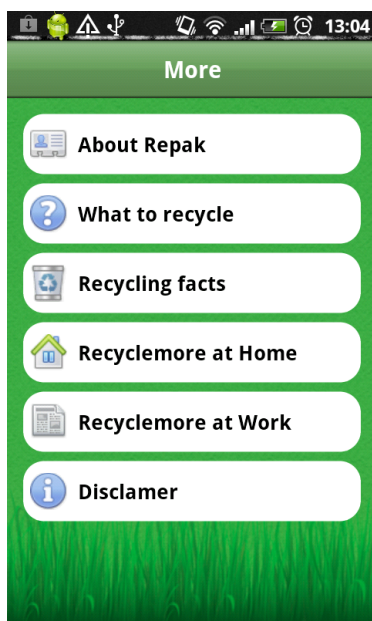 13:04
More
About Repak
What to recycle
Recycling facts
Recyclemore at Home
Recyclemore at Work
Disclamer